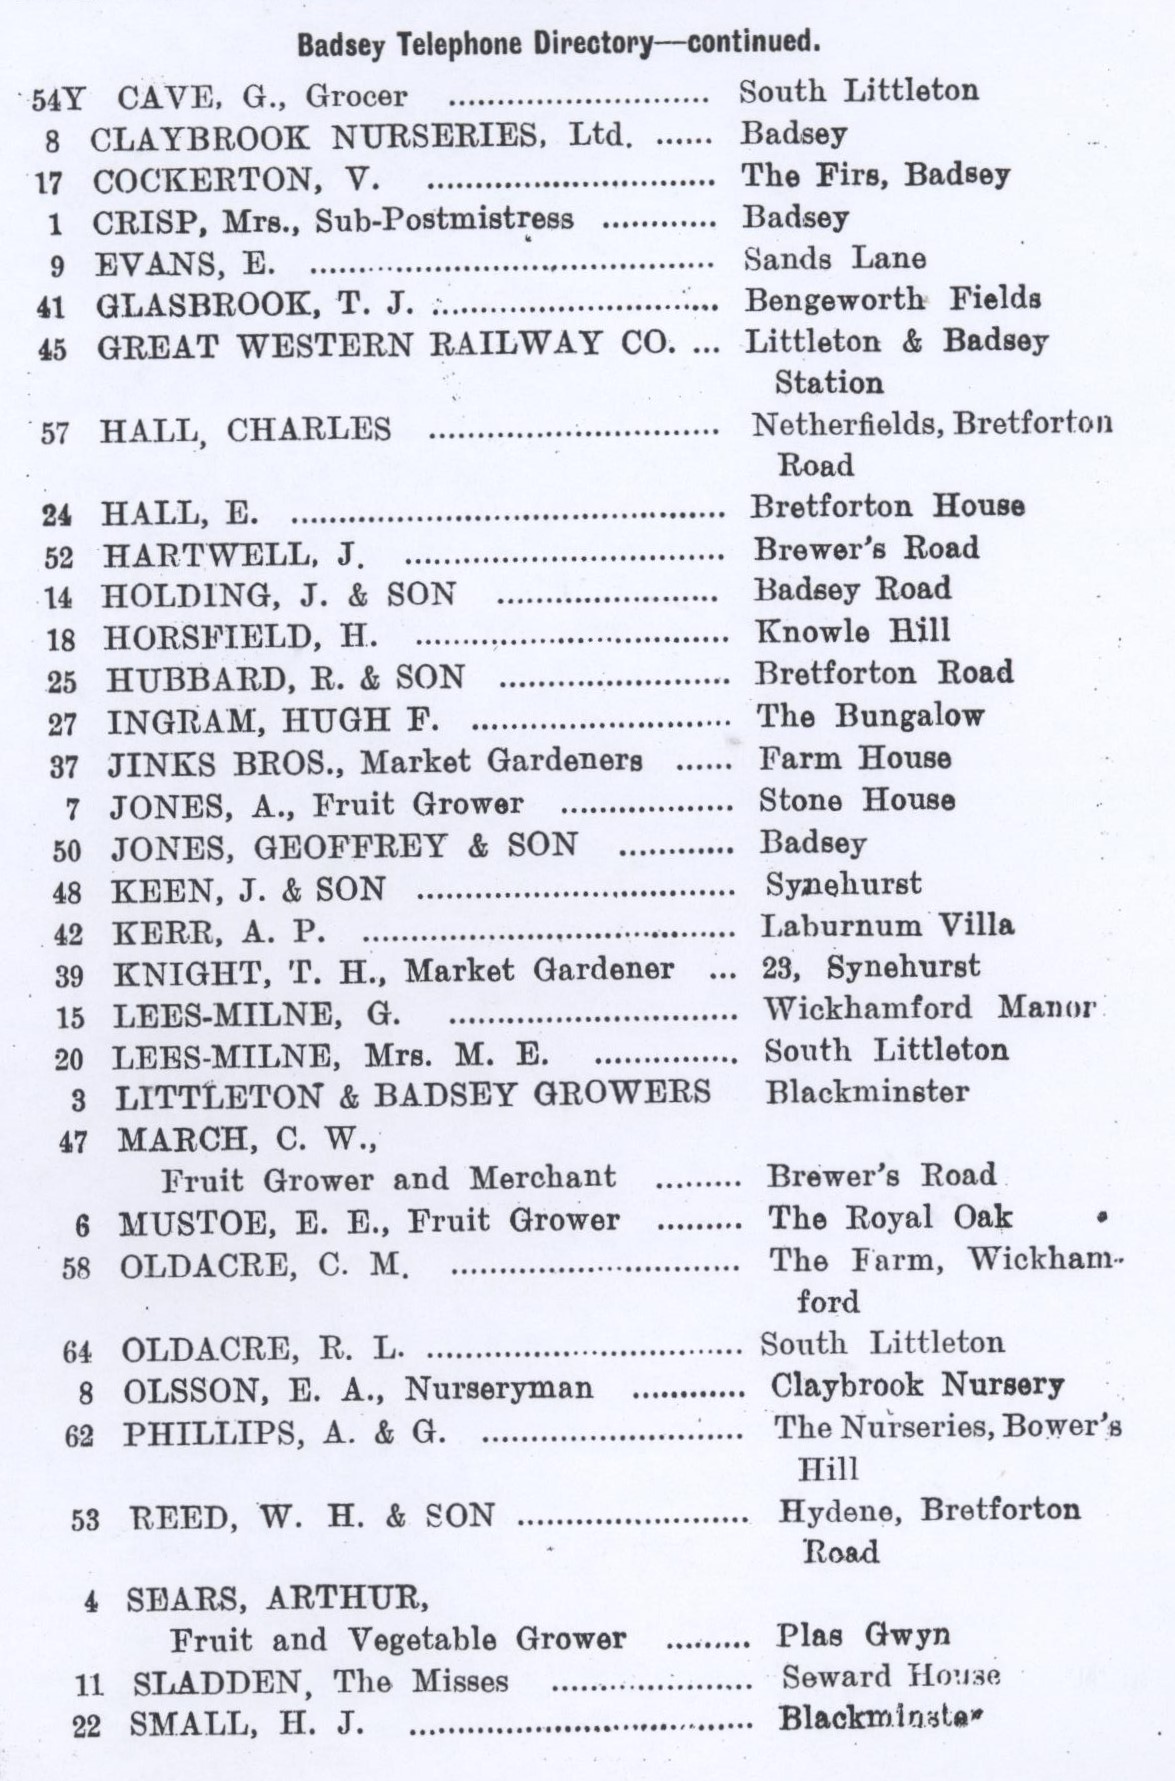 Badsey Telephone Directory—continued.
54Y CAVE, G., Grocer ........................... South Littleton
8 CLAYBROOK NURSERIES, Ltd. ...... Badsey
17 COCKERTON, V. .............................. The Firs, Badsey
1 CRISP, Mrs., Sub-Postmistress ............ Badsey
9 EVANS, E. .......................................... Sands Lane
41 GLASBROOK, T. J. .............................. Bengeworth Fields
45 GREAT WESTERN RAILWAY CO. ... Littleton & Badsey
Station
57 HALL, CHARLES .............................. Netherfields, Bretforton
Road
24 HALL, E. ............................................. Bretforton House
52 HARTWELL, J. ................................. Brewer's Road
14 HOLDING, J. & SON ....................... Badsey Road
18 HORSFIELD, H. ................................ Knowle Hill
25 HUBBARD, R. & SON ........................ Bretforton Road
27 INGRAM, HUGH F. ........................... The Bungalow
37 JINKS BROS., Market Gardeners ...... Farm House
7 JONES, A., Fruit Grower .................. Stone House
50 JONES, GEOFFREY & SON ............ Badsey
48 KEEN, J. & SON ................................. Synehurst
42 KERR, A. P. ....................................... Laburnum Villa
39 KNIGHT, T. H., Market Gardener ... 23, Synehurst
15 LEES-MILNE, G. .............................. Wickhamford Manor
20 LEES-MILNE, Mrs. M. E. ............... South Littleton
3 LITTLETON & BADSEY GROWERS Blackminster
47 MARCH, C. W.,
Fruit Grower and Merchant ......... Brewer's Road
6 MUSTOE, E. E., Fruit Grower ......... The Royal Oak
58 OLDACRE, C. M. .............................. The Farm, Wickham-
ford
64 OLDACRE, R. L. ................................. South Littleton
8 OLSSON, E. A., Nurseryman ............ Claybrook Nursery
62 PHILLIPS, A. & G. ........................... The Nurseries, Bower's
Hill
53 REED, W. H. & SON ........................ Hydene, Bretforton
Road
4 SEARS, ARTHUR,
Fruit and Vegetable Grower ......... Plas Gwyn
11 SLADDEN, The Misses ..................... Seward House
22 SMALL, H. J. .................................... Blackminster